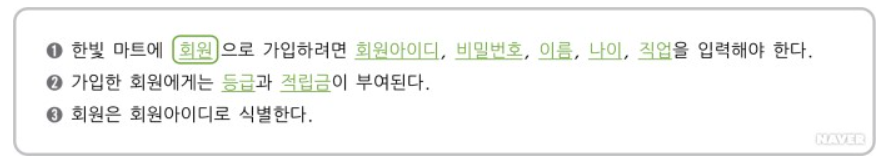 ❶ 한빛 마트에 회원으로 가입하려면 회원아이디, 비밀번호, 이름, 나이, 직업을 입력해야 한다.
❷ 가입한 회원에게는 등급과 적립금이 부여된다.
❸ 회원은 회원아이디로 식별한다.
NAVER